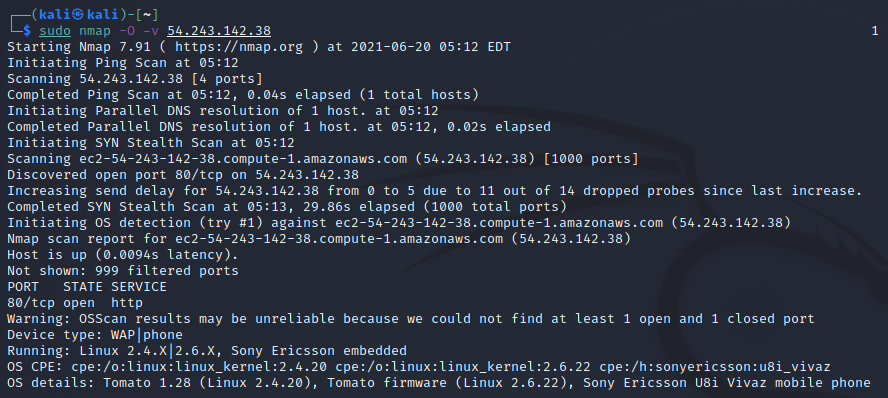 ┌──(kali㉿kali)-[~]
└─$ sudo nmap -O -v 54.243.142.38 1
Starting Nmap 7.91 ( https://nmap.org ) at 2021-06-20 05:12 EDT
Initiating Ping Scan at 05:12
Scanning 54.243.142.38 [4 ports]
Completed Ping Scan at 05:12, 0.04s elapsed (1 total hosts)
Initiating Parallel DNS resolution of 1 host. at 05:12
Completed Parallel DNS resolution of 1 host. at 05:12, 0.02s elapsed
Initiating SYN Stealth Scan at 05:12
Scanning ec2-54-243-142-38.compute-1.amazonaws.com (54.243.142.38) [1000 ports]
Discovered open port 80/tcp on 54.243.142.38
Increasing send delay for 54.243.142.38 from 0 to 5 due to 11 out of 14 dropped probes since last increase.
Completed SYN Stealth Scan at 05:13, 29.86s elapsed (1000 total ports)
Initiating OS detection (try #1) against ec2-54-243-142-38.compute-1.amazonaws.com (54.243.142.38)
Nmap scan report for ec2-54-243-142-38.compute-1.amazonaws.com (54.243.142.38)
Host is up (0.0094s latency).
Not shown: 999 filtered ports
PORT   STATE SERVICE
80/tcp open  http
Warning: OSScan results may be unreliable because we could not find at least 1 open and 1 closed port
Device type: WAP|phone
Running: Linux 2.4.X|2.6.X, Sony Ericsson embedded
OS CPE: cpe:/o:linux:linux_kernel:2.4.20 cpe:/o:linux:linux_kernel:2.6.22 cpe:/h:sonyericsson:u8i_vivaz
OS details: Tomato 1.28 (Linux 2.4.20), Tomato firmware (Linux 2.6.22), Sony Ericsson U8i Vivaz mobile phone